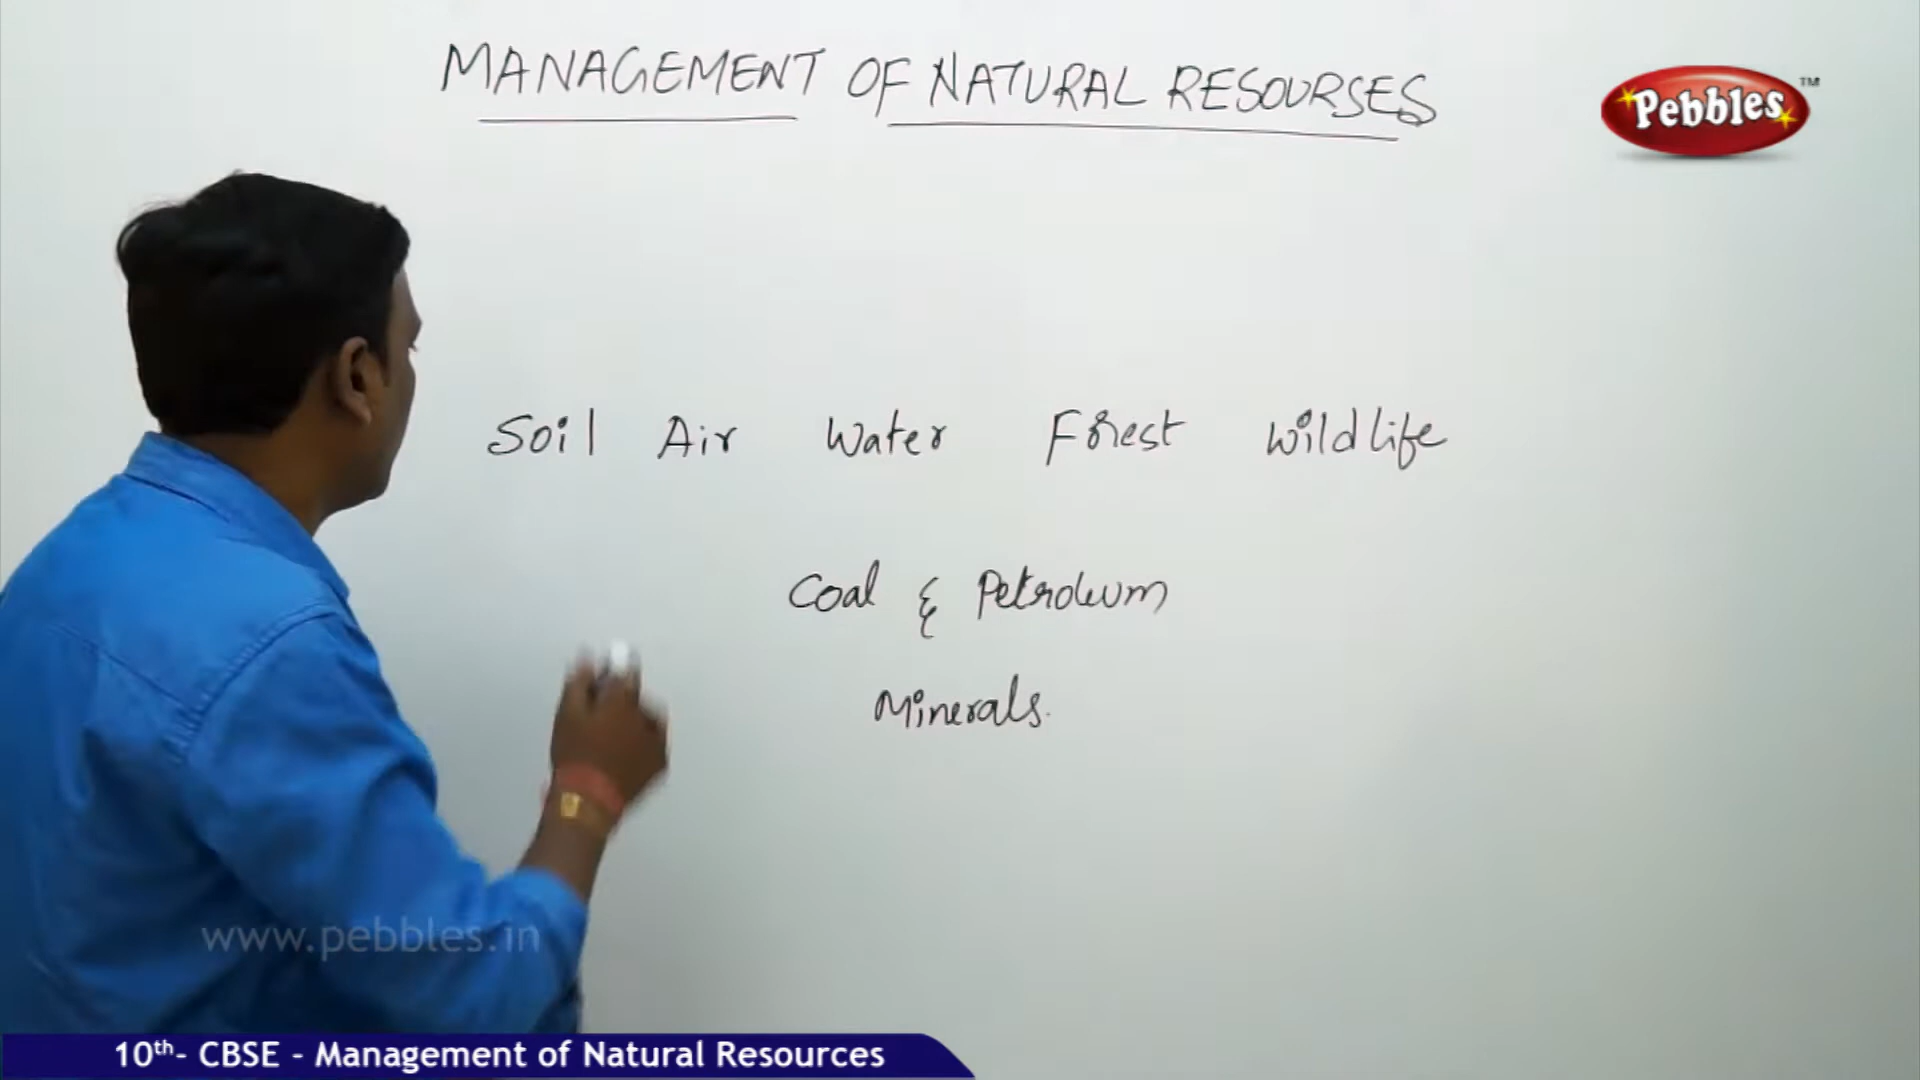 MANAGEMENT OF NATURAL RESOURSES
Pebbles™
Soil Air Water Forest Wildlife
Coal & Petroleum
Minerals.
www.pebbles.in
10th- CBSE - Management of Natural Resources